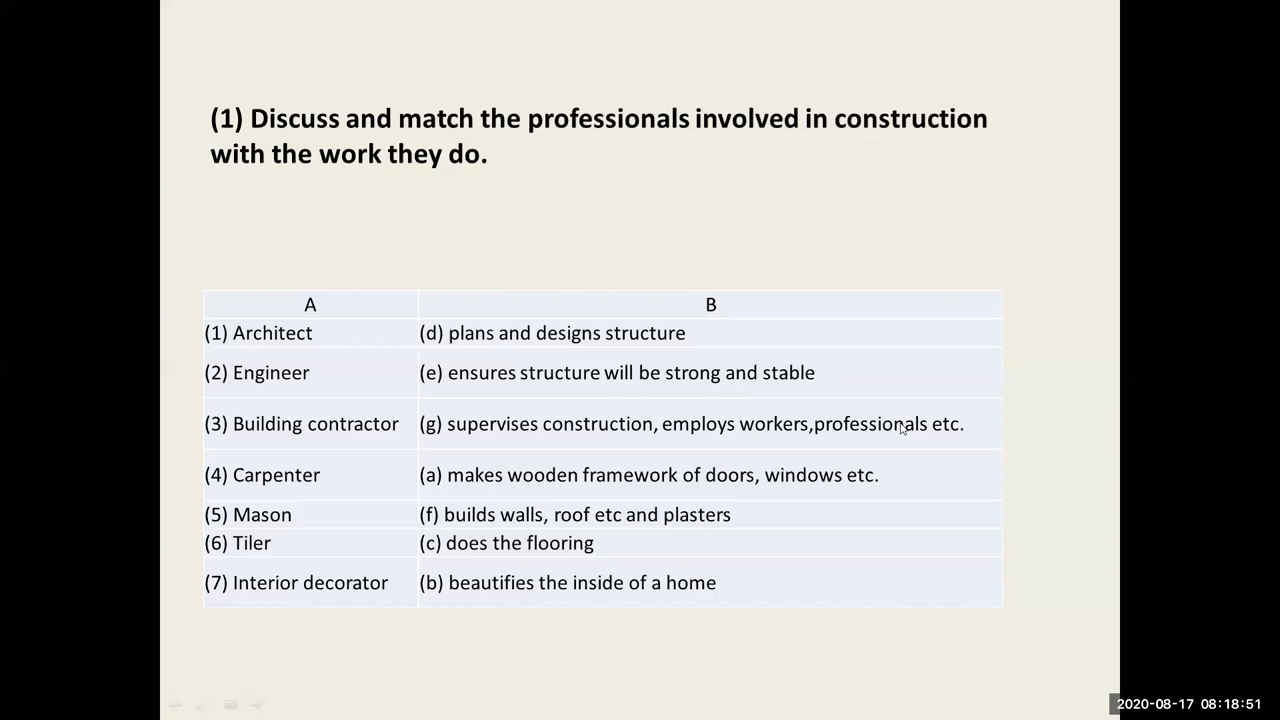 (1) Discuss and match the professionals involved in construction
with the work they do.
A B
(1) Architect (d) plans and designs structure
(2) Engineer (e) ensures structure will be strong and stable
(3) Building contractor (g) supervises construction, employs workers,professionals etc.
(4) Carpenter (a) makes wooden framework of doors, windows etc.
(5) Mason (f) builds walls, roof etc and plasters
(6) Tiler (c) does the flooring
(7) Interior decorator (b) beautifies the inside of a home
2020-08-17 08:18:51